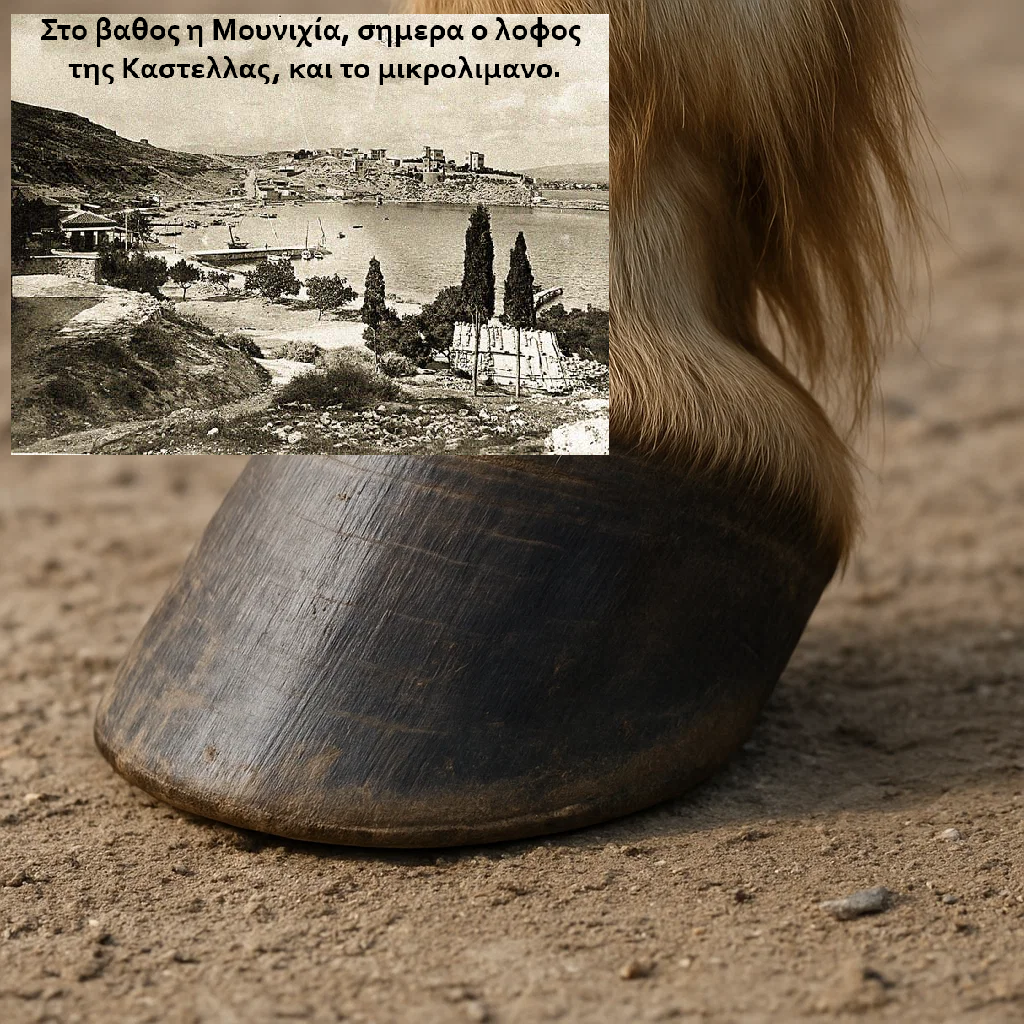 Στο βαθος η Μουνιχία, σημερα ο λοφος
της Καστελλας, και το μικρολιμανο.